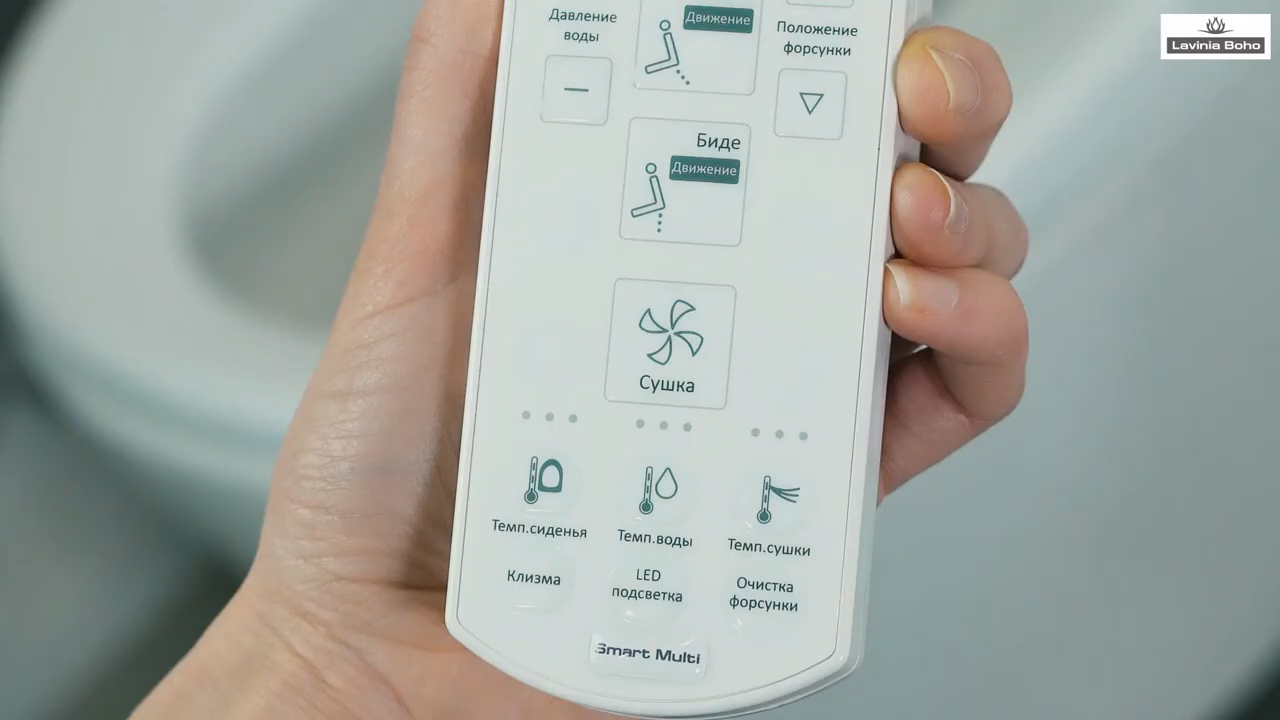 Давление
воды
Движение
Положение
форсунки
Биде
Движение
Сушка
Темп.сиденья
Темп.воды
Темп.сушки
Клизма
LED
подсветка
Очистка
форсунки
Smart Multi
Lavinia Boho